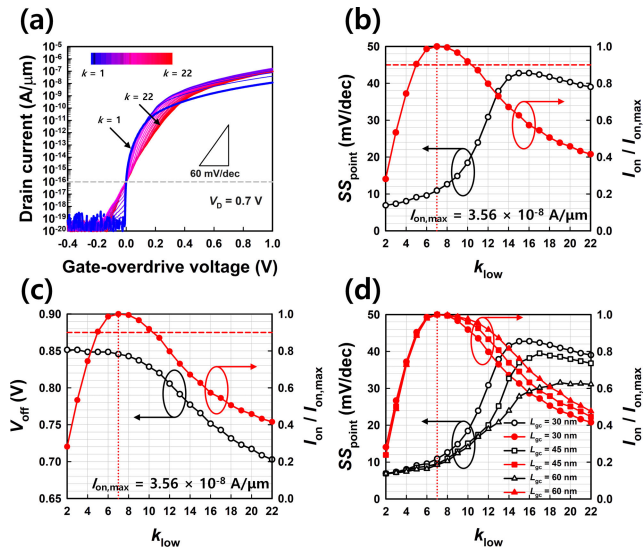 (a)
Drain current (A/μm)
10⁻⁵
10⁻⁶
10⁻⁷
10⁻⁸
10⁻⁹
10⁻¹⁰
10⁻¹¹
10⁻¹²
10⁻¹³
10⁻¹⁴
10⁻¹⁵
10⁻¹⁶
10⁻¹⁷
10⁻¹⁸
10⁻¹⁹
10⁻²⁰
k = 1
k = 22
k = 22
k = 1
60 mV/dec
V_D = 0.7 V
-0.4 -0.2 0.0 0.2 0.4 0.6 0.8 1.0
Gate-overdrive voltage (V)
(b)
SS_point (mV/dec)
50
40
30
20
10
0
1.0
0.8
0.6
0.4
0.2
0.0
I_on / I_on,max
I_on,max = 3.56 × 10⁻⁸ A/μm
2 4 6 8 10 12 14 16 18 20 22
k_low
(c)
V_off (V)
0.90
0.85
0.80
0.75
0.70
0.65
1.0
0.8
0.6
0.4
0.2
0.0
I_on / I_on,max
I_on,max = 3.56 × 10⁻⁸ A/μm
2 4 6 8 10 12 14 16 18 20 22
k_low
(d)
SS_point (mV/dec)
50
40
30
20
10
0
1.0
0.8
0.6
0.4
0.2
0.0
I_on / I_on,max
L_gc = 30 nm
L_gc = 30 nm
L_gc = 45 nm
L_gc = 45 nm
L_gc = 60 nm
L_gc = 60 nm
2 4 6 8 10 12 14 16 18 20 22
k_low